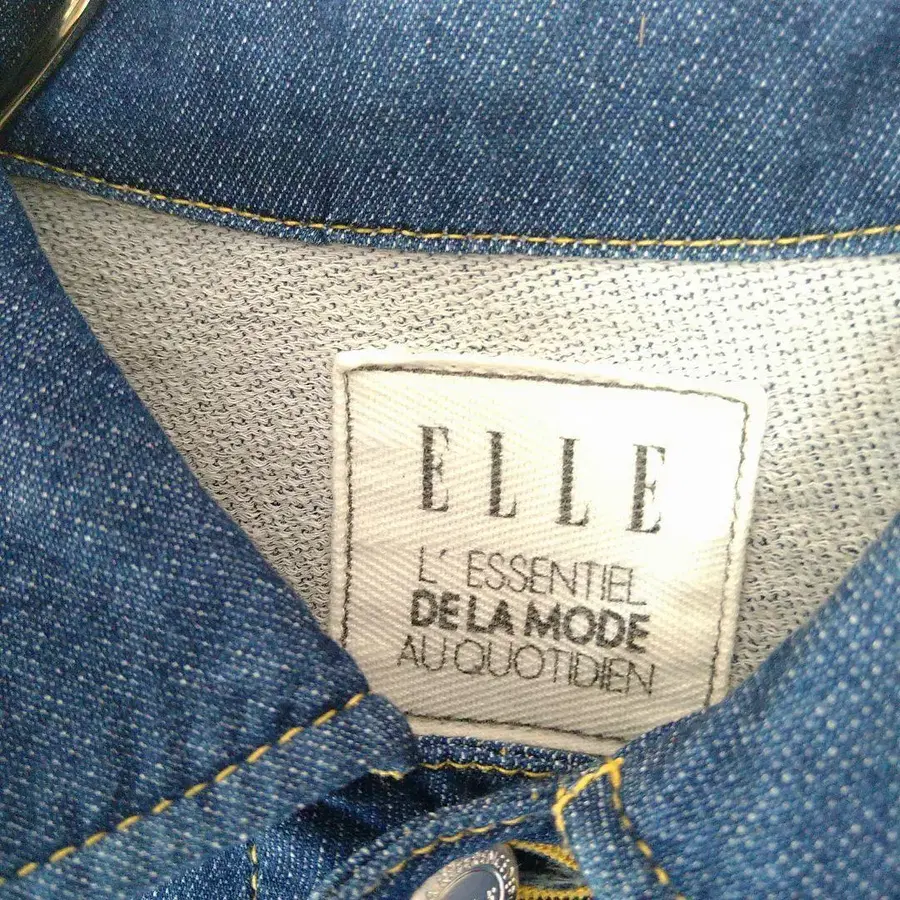 ELLE
L'ESSENTIEL
DE LA MODE
AU QUOTIDIEN